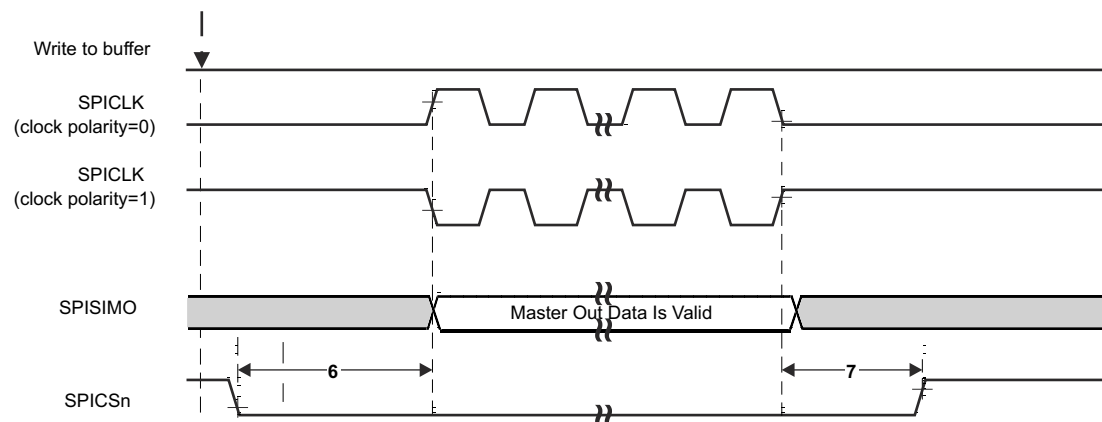 Write to buffer
SPICLK
(clock polarity=0)
SPICLK
(clock polarity=1)
SPISIMO
Master Out Data Is Valid
6
7
SPICSn